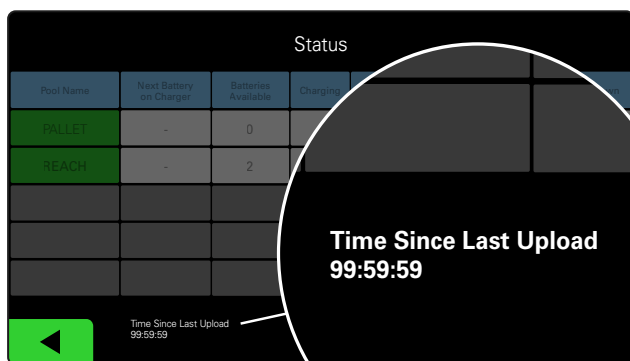 Status
Pool Name
Next Battery
on Charger
Batteries
Available
Charging
PALLET
-
0
REACH
-
2
Time Since Last Upload
99:59:59
Time Since Last Upload
99:59:59